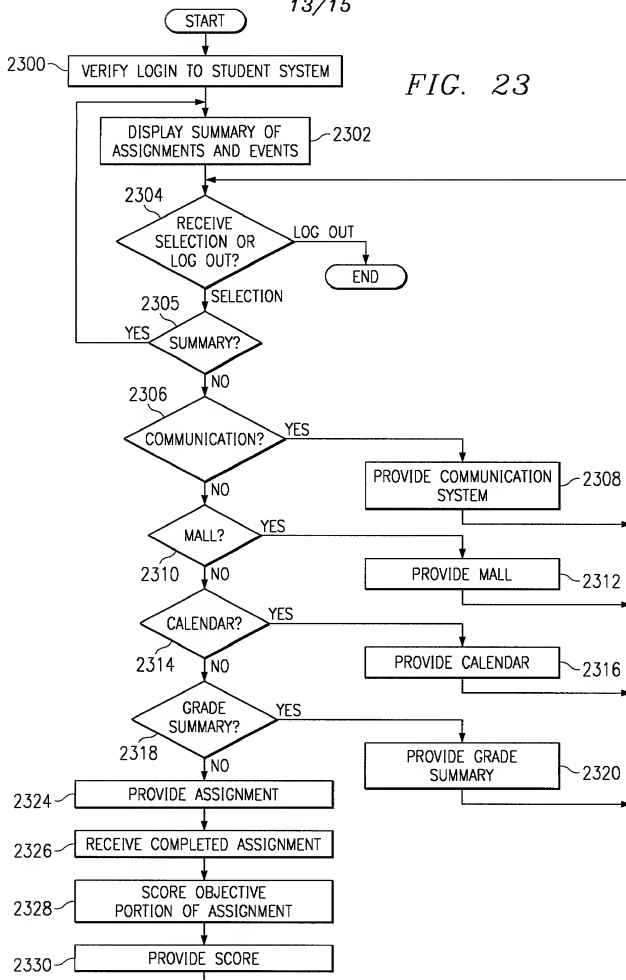 13/15
START
2300
VERIFY LOGIN TO STUDENT SYSTEM
FIG. 23
DISPLAY SUMMARY OF
ASSIGNMENTS AND EVENTS
2302
2304
RECEIVE
SELECTION OR
LOG OUT?
LOG OUT
END
SELECTION
2305
YES
SUMMARY?
NO
2306
COMMUNICATION?
YES
PROVIDE COMMUNICATION
SYSTEM
2308
NO
MALL?
YES
2310
NO
PROVIDE MALL
2312
CALENDAR?
YES
2314
NO
PROVIDE CALENDAR
2316
GRADE
SUMMARY?
YES
2318
NO
PROVIDE GRADE
SUMMARY
2320
2324
PROVIDE ASSIGNMENT
2326
RECEIVE COMPLETED ASSIGNMENT
2328
SCORE OBJECTIVE
PORTION OF ASSIGNMENT
2330
PROVIDE SCORE